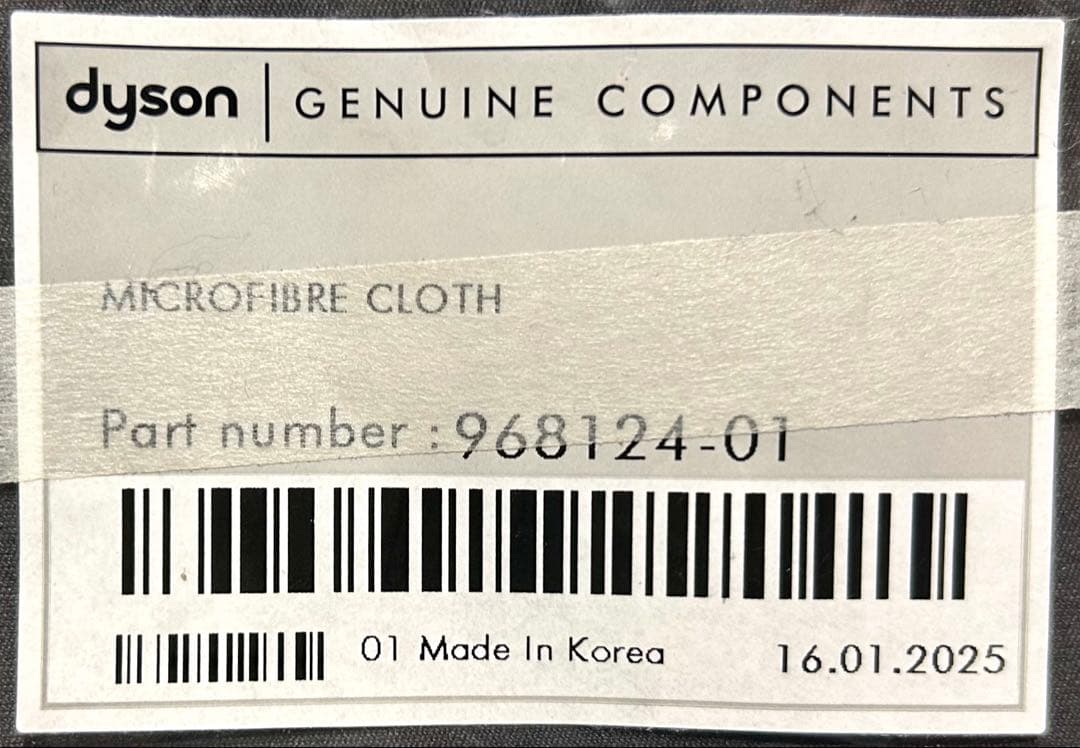 dyson | GENUINE COMPONENTS
MICROFIBRE CLOTH
Part number : 968124-01
01 Made In Korea 16.01.2025